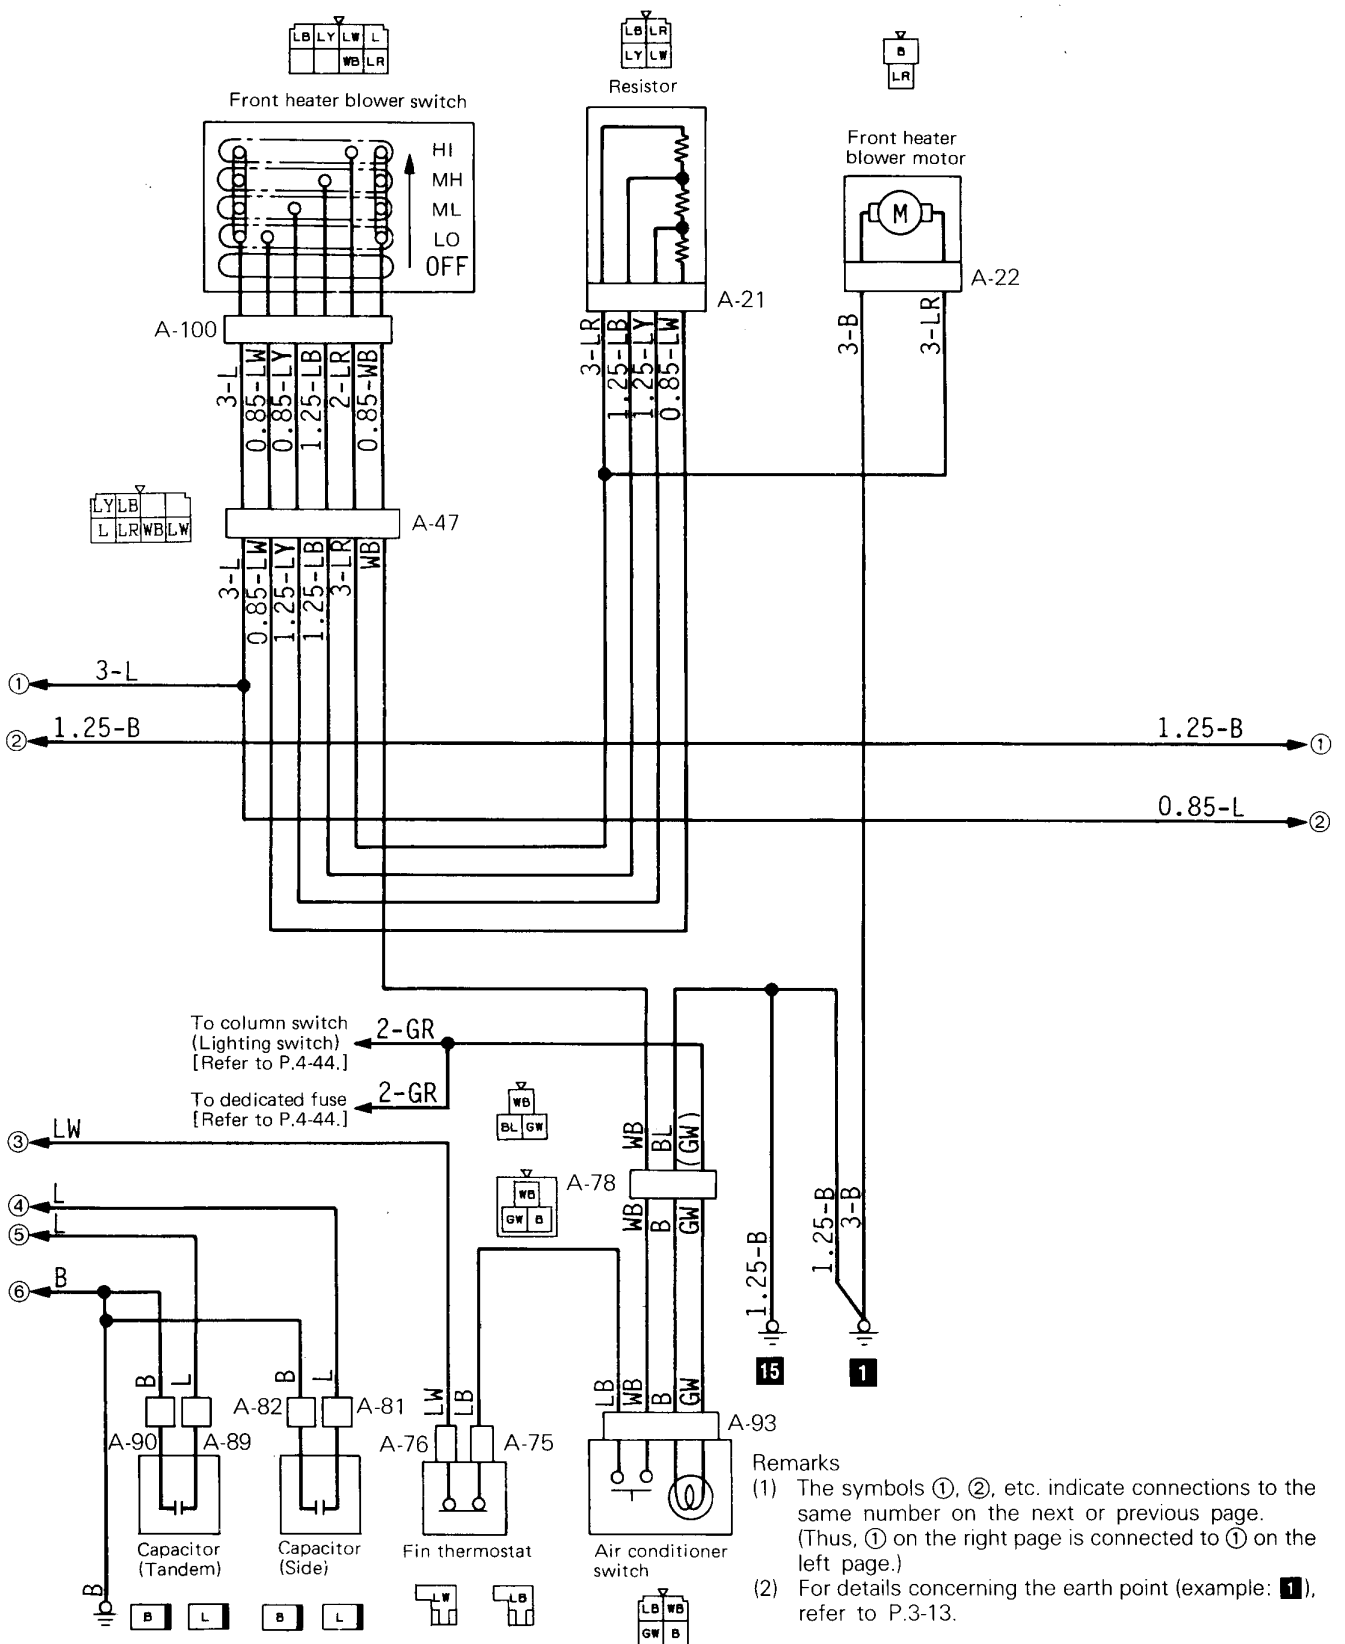 LB LY LW L
WB LR
Front heater blower switch
HI
MH
ML
LO
OFF
A-100
3-L
0.85-LW
0.85-LY
1.25-LB
2-LR
0.85-WB
LY LB
L LR WB LW
A-47
3-L
0.85-LW
1.25-LY
1.25-LB
3-LR
WB
LB LR
LY LW
Resistor
A-21
3-LR
1.25-LB
1.25-LY
0.85-LW
B
LR
Front heater
blower motor
M
A-22
3-B
3-LR
① 3-L
② 1.25-B
1.25-B ①
0.85-L ②
To column switch
(Lighting switch)
[Refer to P.4-44.]
2-GR
To dedicated fuse
[Refer to P.4-44.]
2-GR
③ LW
④ L
⑤ L
⑥ B
WB
BL GW
WB
GW B
A-78
WB
BL
(GW)
WB
B
GW
1.25-B
1.25-B
3-B
15
1
B
L
B
L
LW
LB
LB
WB
B
GW
A-90
A-89
A-82
A-81
A-76
A-75
A-93
Capacitor
(Tandem)
Capacitor
(Side)
Fin thermostat
Air conditioner
switch
B
B
L
B
L
LW
LB
LB WB
GW B
Remarks
(1) The symbols ①, ②, etc. indicate connections to the
same number on the next or previous page.
(Thus, ① on the right page is connected to ① on the
left page.)
(2) For details concerning the earth point (example: 1),
refer to P.3-13.